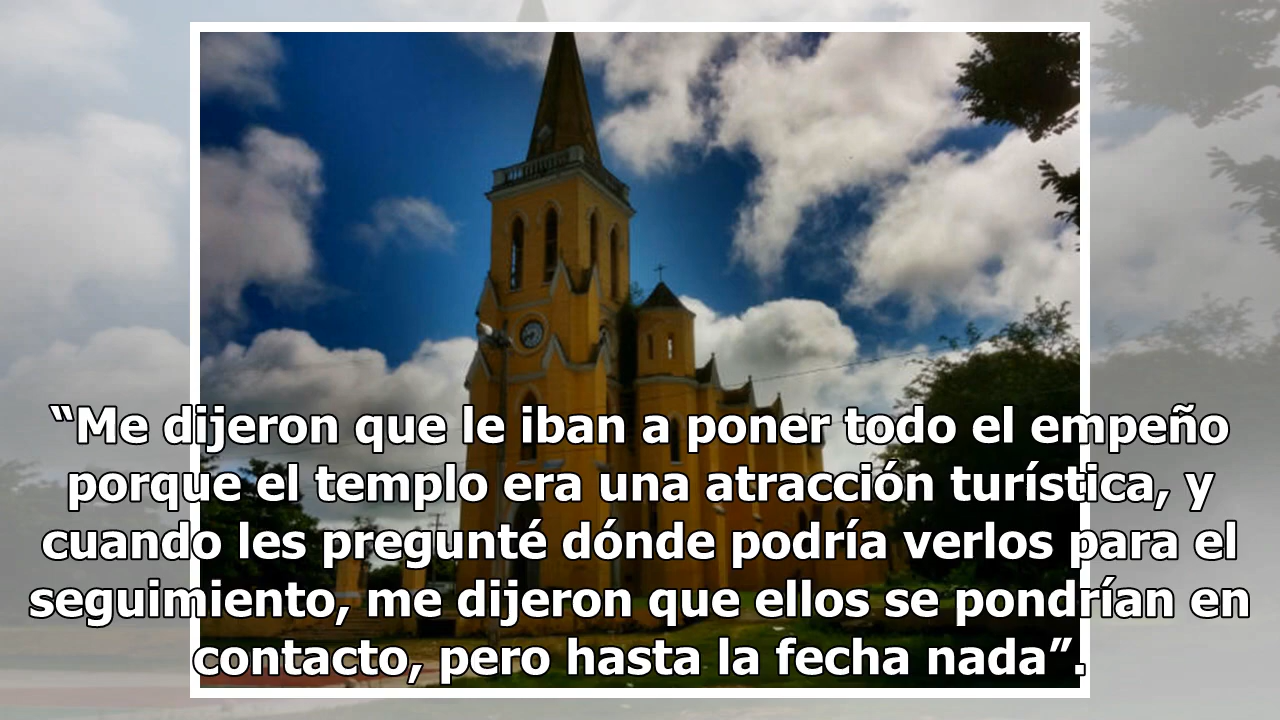 “Me dijeron que le iban a poner todo el empeño
porque el templo era una atracción turística, y
cuando les pregunté dónde podría verlos para el
seguimiento, me dijeron que ellos se pondrían en
contacto, pero hasta la fecha nada”.